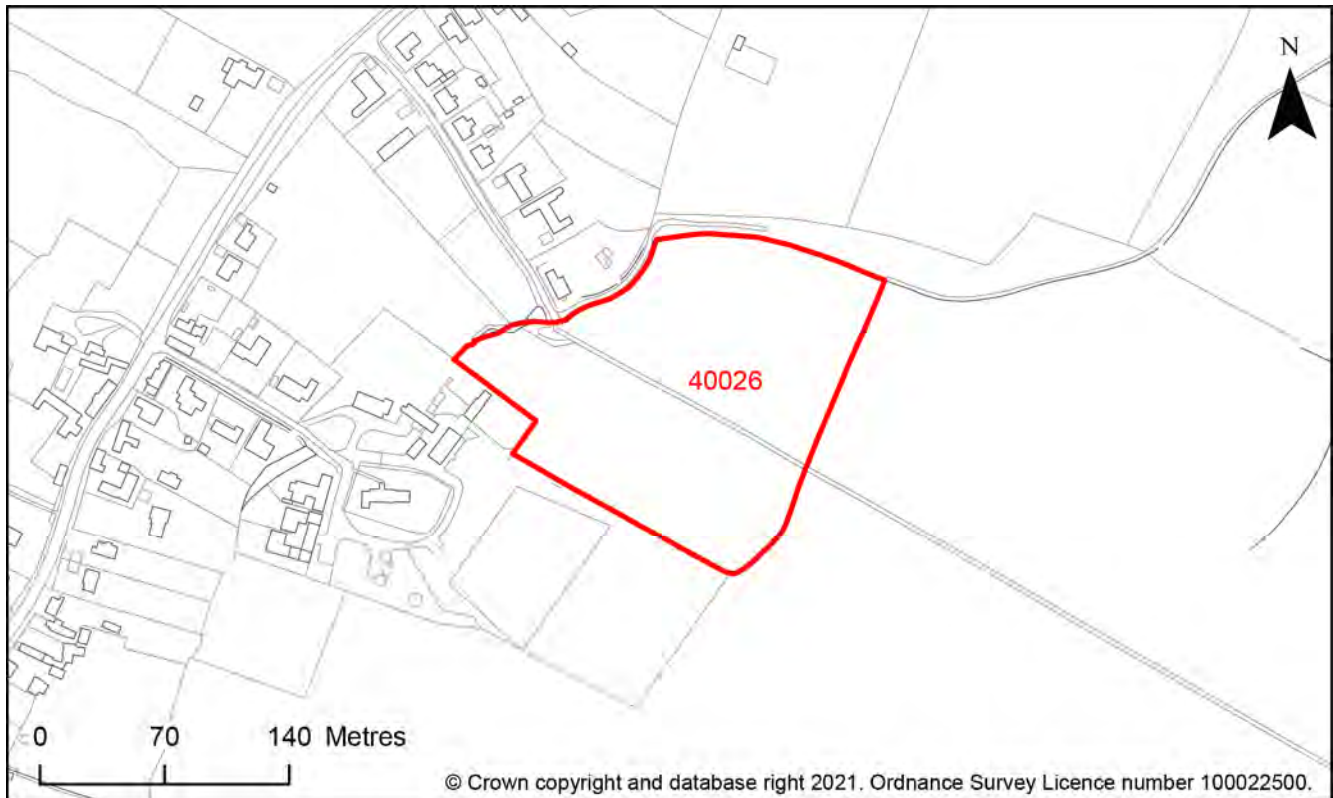 N
40026
0 70 140 Metres
© Crown copyright and database right 2021. Ordnance Survey Licence number 100022500.